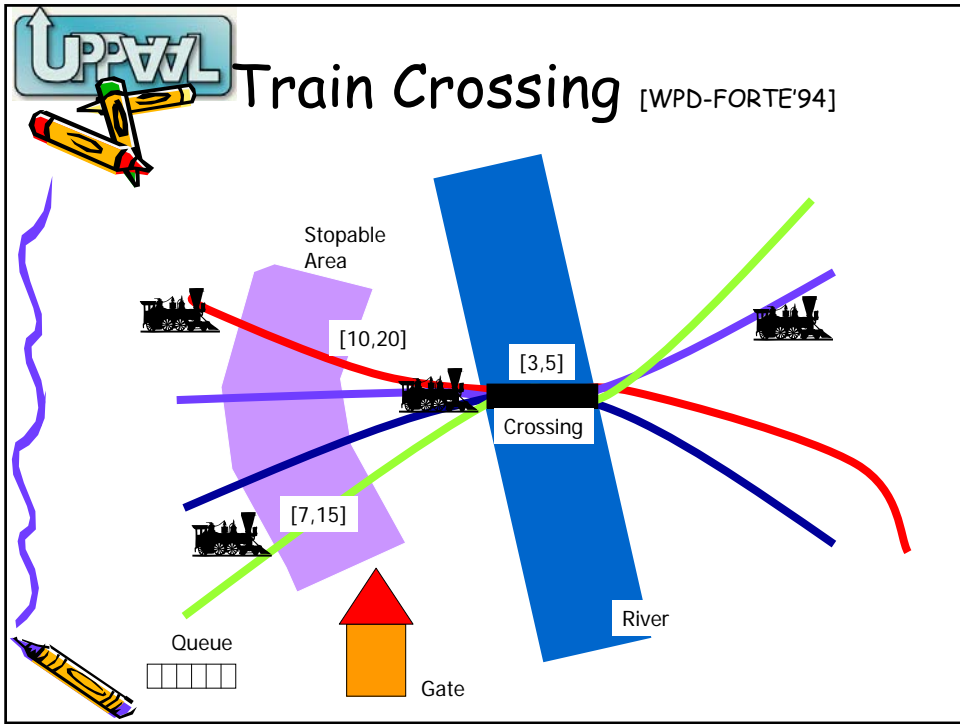 UPPAAL
Train Crossing [WPD-FORTE'94]
Stopable
Area
[10,20]
[3,5]
Crossing
[7,15]
River
Queue
Gate